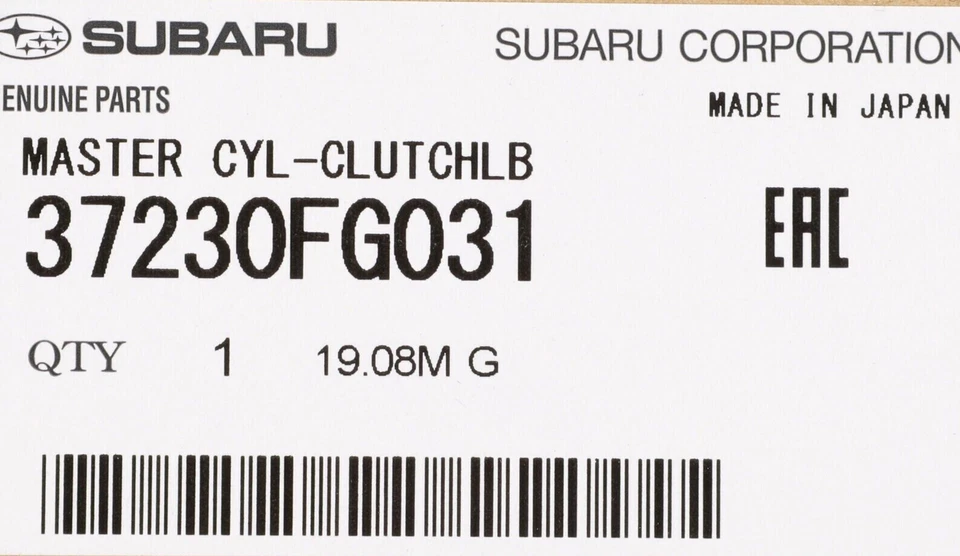 SUBARU
SUBARU CORPORATION
ENUINE PARTS
MADE IN JAPAN
MASTER CYL-CLUTCHLB
37230FG031
EAC
QTY 1 19.08M G